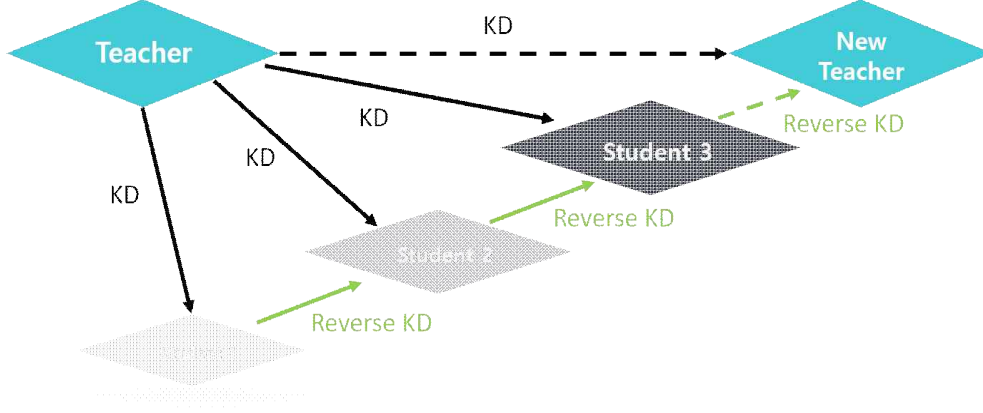 KD
Teacher
New
Teacher
KD
Reverse KD
Student 3
KD
KD
Reverse KD
Student 2
Reverse KD